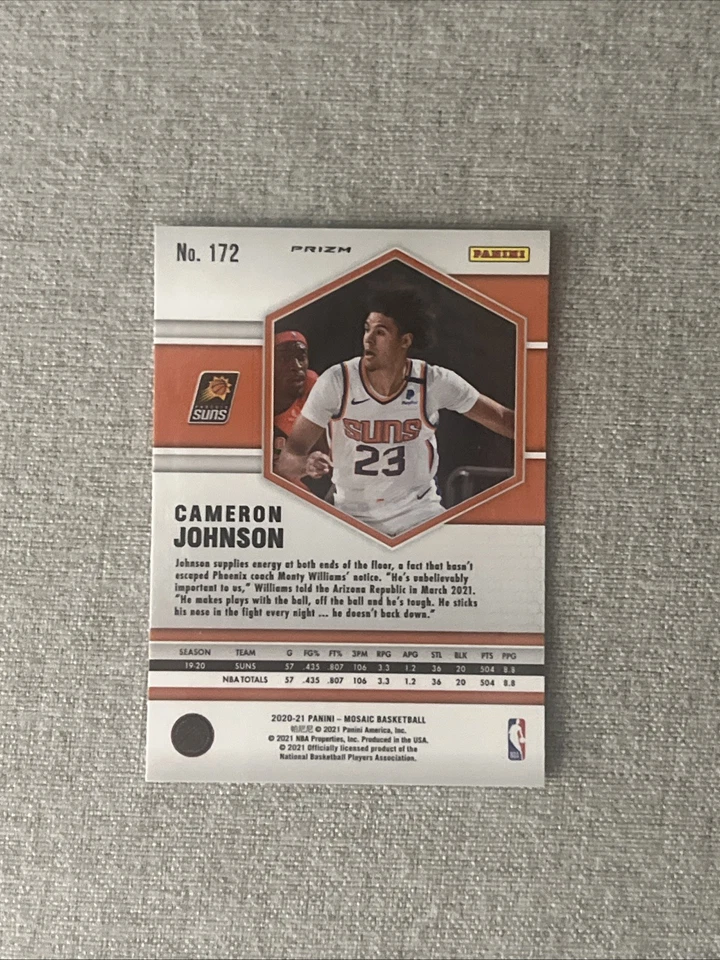 No. 172
PRIZM
PANINI
PHOENIX
SUNS
PayPal
SUNS
23
CAMERON
JOHNSON
Johnson supplies energy at both ends of the floor, a fact that hasn't
escaped Phoenix coach Monty Williams' notice. "He's unbelievably
important to us," Williams told the Arizona Republic in March 2021.
"He makes plays with the ball, off the ball and he's tough. He sticks
his nose in the fight every night ... he doesn't back down."
SEASON TEAM G FG% FT% 3PM RPG APG STL BLK PTS PPG
19-20 SUNS 57 .435 .807 106 3.3 1.2 36 20 504 8.8
NBA TOTALS 57 .435 .807 106 3.3 1.2 36 20 504 8.8
2020-21 PANINI – MOSAIC BASKETBALL
帕尼尼 © 2021 Panini America, Inc.
© 2021 NBA Properties, Inc. Produced in the USA.
© 2021 Officially licensed product of the
National Basketball Players Association.